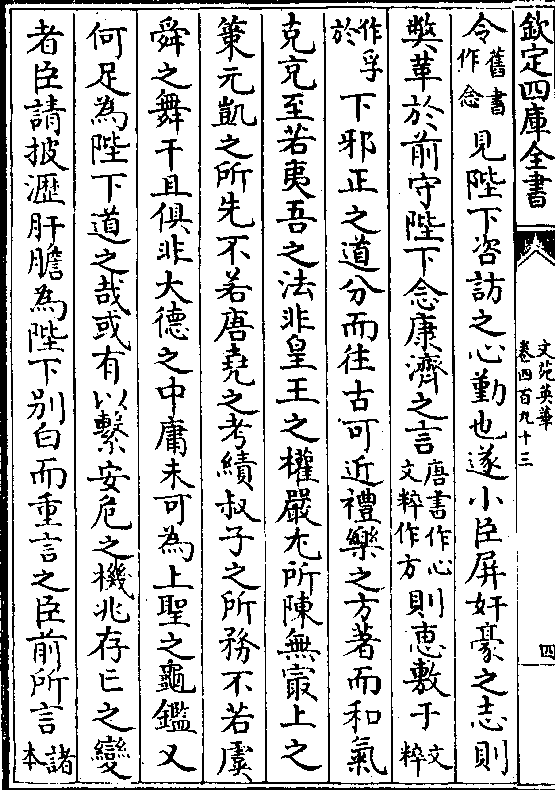 欽定四庫全書
文苑英華
卷四百九十三
四
令舊書作念見陛下咨訪之心勤也遂小臣屏奸豪之志則
獘革於前守陛下念康濟之言唐書作心文粹作方則惠敷于文粹
作孚於下邪正之道分而往古可近禮樂之方著而和氣
克充至若夷吾之法非皇王之權嚴尤所陳無㝡上之
策元凱之所先不若唐堯之考績叔子之所務不若虞
舜之舞干且俱非大德之中庸未可為上聖之龜鑑又
何足為陛下道之哉或有以繫安危之機兆存亡之變
者臣請披瀝肝膽為陛下別白而重言之臣前所言諸本